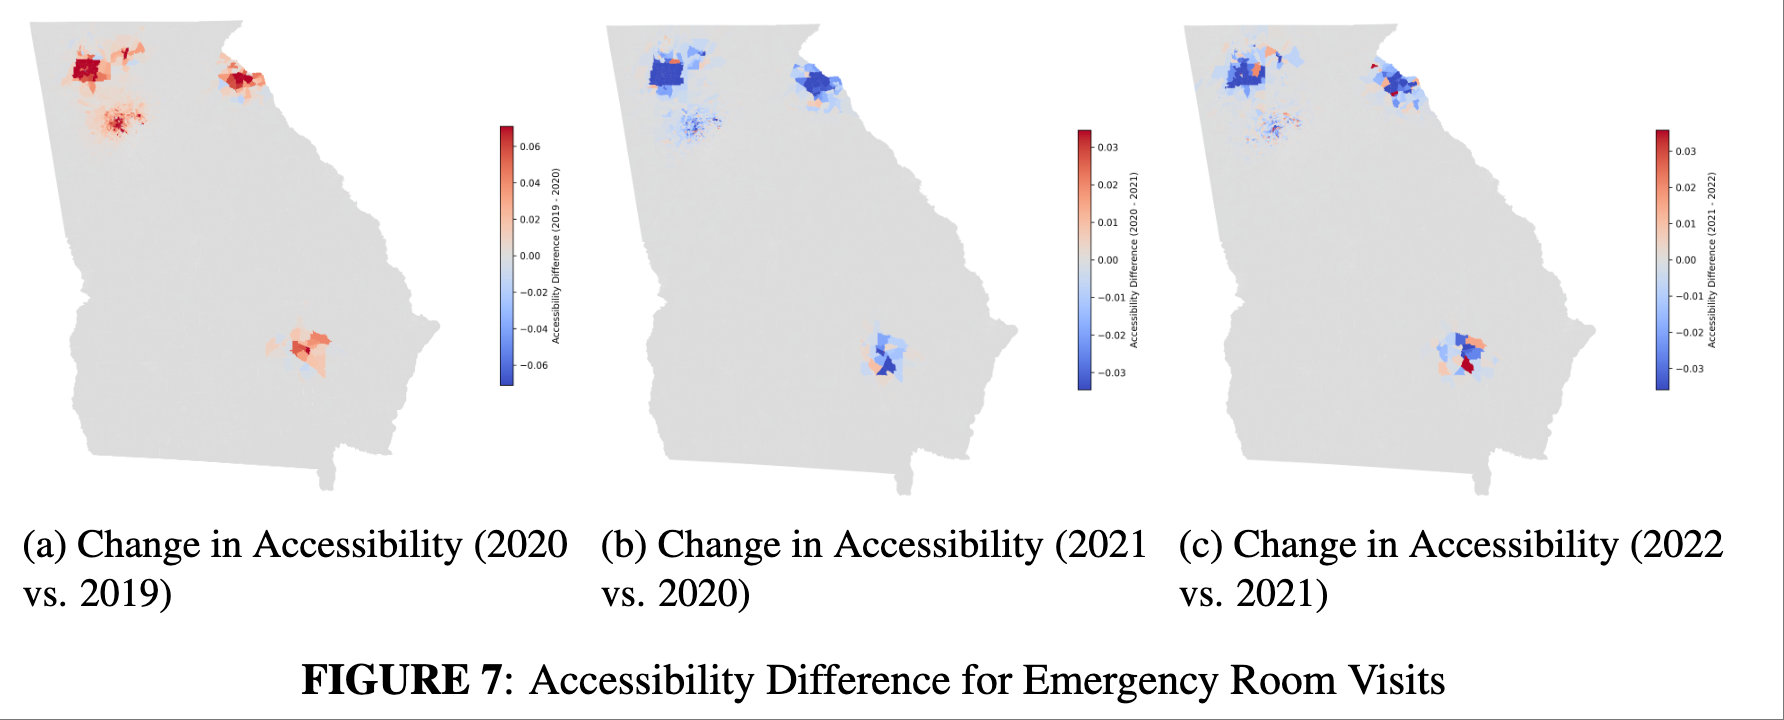 0.06
0.04
0.02
0.00
−0.02
−0.04
−0.06
Accessibility Difference (2019 - 2020)
0.03
0.02
0.01
0.00
−0.01
−0.02
−0.03
Accessibility Difference (2020 - 2021)
0.03
0.02
0.01
0.00
−0.01
−0.02
−0.03
Accessibility Difference (2021 - 2022)
(a) Change in Accessibility (2020
vs. 2019)
(b) Change in Accessibility (2021
vs. 2020)
(c) Change in Accessibility (2022
vs. 2021)
FIGURE 7: Accessibility Difference for Emergency Room Visits